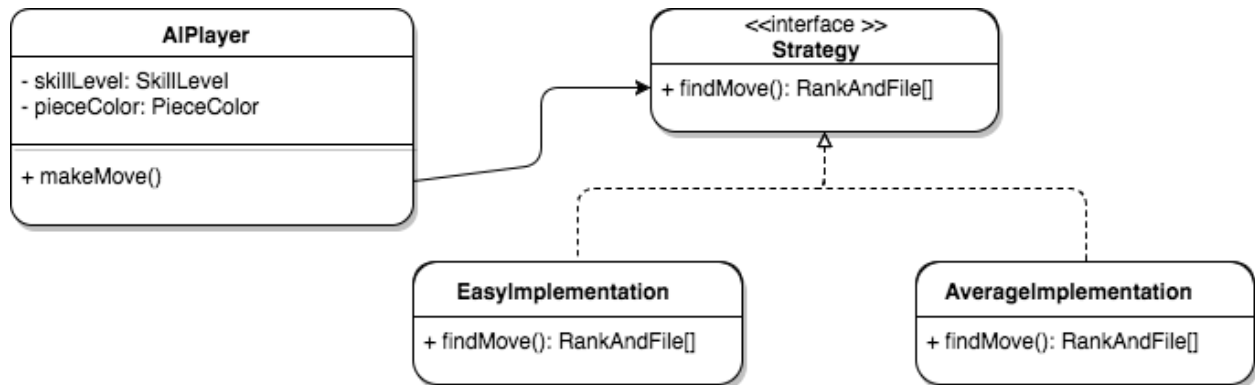 AIPlayer
- skillLevel: SkillLevel
- pieceColor: PieceColor
+ makeMove()
<<interface >>
Strategy
+ findMove(): RankAndFile[]
EasyImplementation
+ findMove(): RankAndFile[]
AverageImplementation
+ findMove(): RankAndFile[]